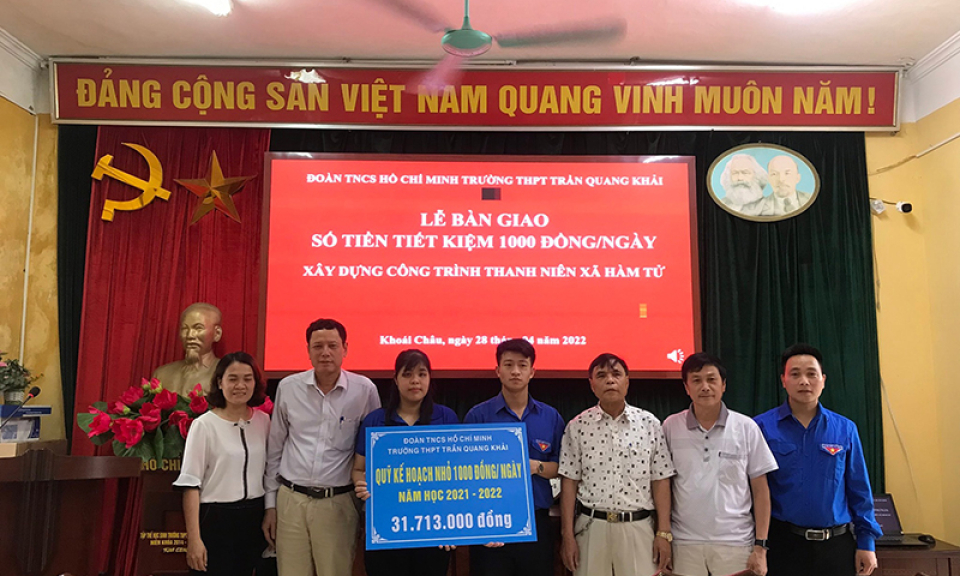 ĐẢNG CỘNG SẢN VIỆT NAM QUANG VINH MUÔN NĂM!
ĐOÀN TNCS HỒ CHÍ MINH TRƯỜNG THPT TRẦN QUANG KHẢI
LỄ BÀN GIAO
SỐ TIỀN TIẾT KIỆM 1000 ĐỒNG/NGÀY
XÂY DỰNG CÔNG TRÌNH THANH NIÊN XÃ HÀM TỬ
Khoái Châu, ngày 28 tháng 04 năm 2022
ĐOÀN TNCS HỒ CHÍ MINH
TRƯỜNG THPT TRẦN QUANG KHẢI
QUỸ KẾ HOẠCH NHỎ 1000 ĐỒNG/ NGÀY
NĂM HỌC 2021 - 2022
31.713.000 đồng
HỒ CHÍ